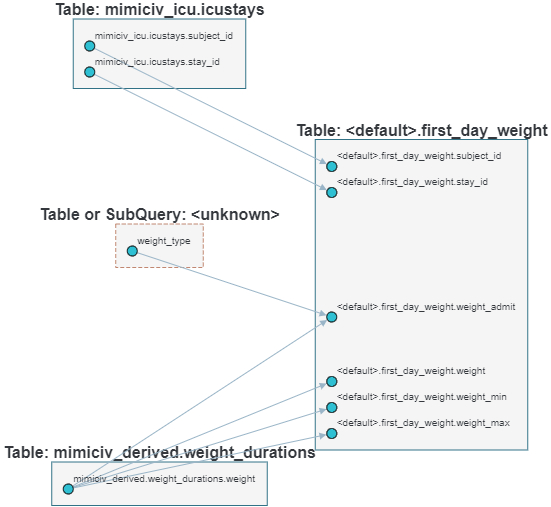 Table: mimiciv_icu.icustays
mimiciv_icu.icustays.subject_id
mimiciv_icu.icustays.stay_id
Table: <default>.first_day_weight
<default>.first_day_weight.subject_id
<default>.first_day_weight.stay_id
Table or SubQuery: <unknown>
weight_type
<default>.first_day_weight.weight_admit
<default>.first_day_weight.weight
<default>.first_day_weight.weight_min
<default>.first_day_weight.weight_max
Table: mimiciv_derived.weight_durations
mimiciv_derived.weight_durations.weight